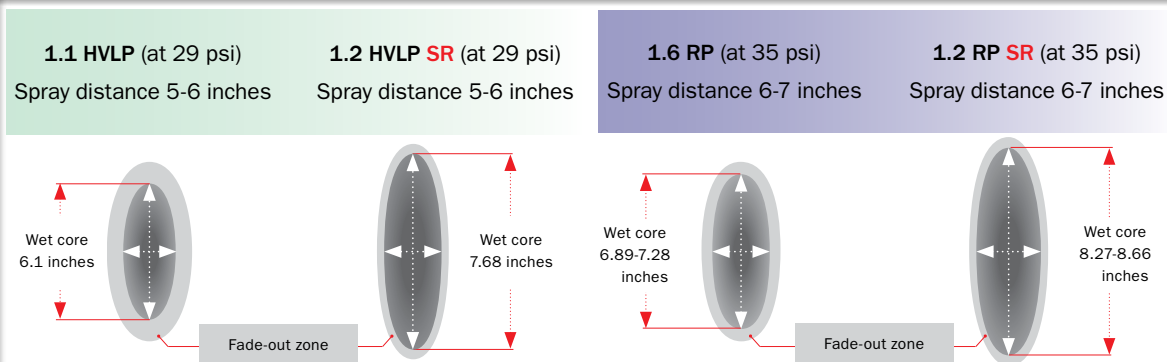 1.1 HVLP (at 29 psi)
Spray distance 5-6 inches
1.2 HVLP SR (at 29 psi)
Spray distance 5-6 inches
1.6 RP (at 35 psi)
Spray distance 6-7 inches
1.2 RP SR (at 35 psi)
Spray distance 6-7 inches
Wet core
6.1 inches
Wet core
7.68 inches
Fade-out zone
Wet core
6.89-7.28
inches
Wet core
8.27-8.66
inches
Fade-out zone